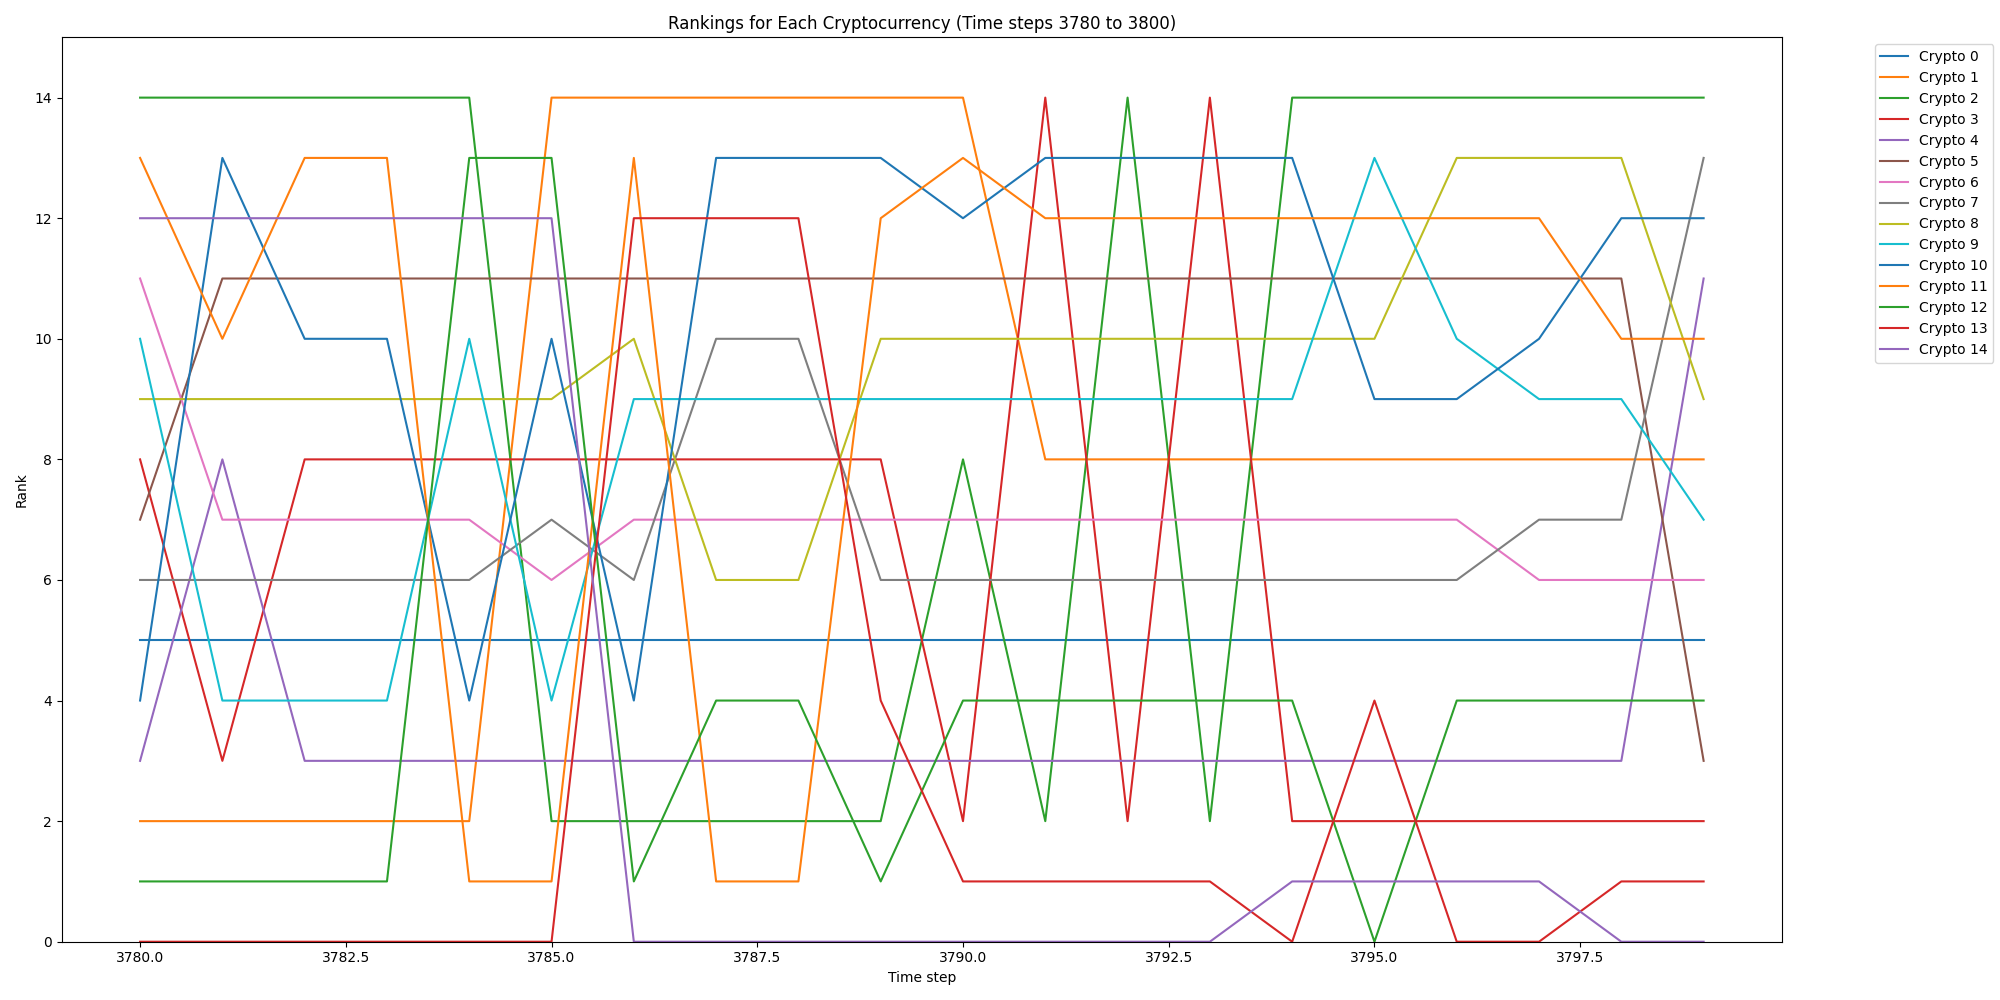 Rankings for Each Cryptocurrency (Time steps 3780 to 3800)
Rank
14
12
10
8
6
4
2
0
3780.0 3782.5 3785.0 3787.5 3790.0 3792.5 3795.0 3797.5
Time step
Crypto 0
Crypto 1
Crypto 2
Crypto 3
Crypto 4
Crypto 5
Crypto 6
Crypto 7
Crypto 8
Crypto 9
Crypto 10
Crypto 11
Crypto 12
Crypto 13
Crypto 14